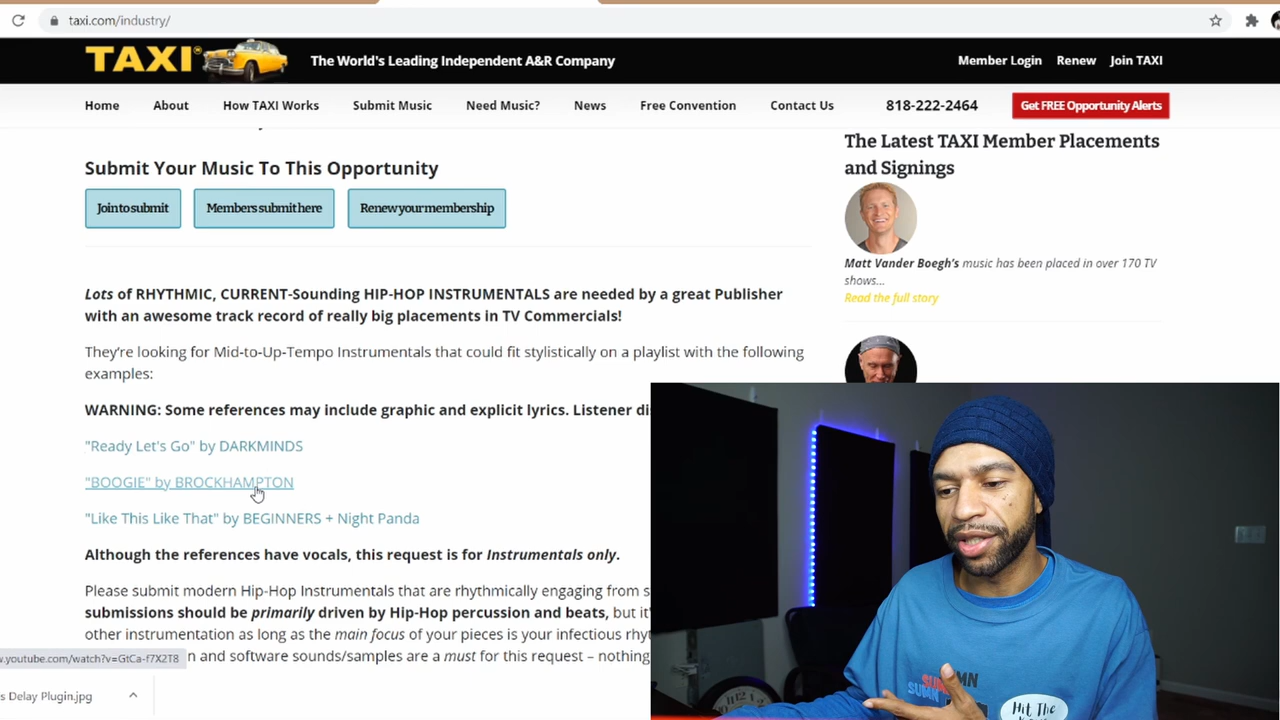 taxi.com/industry/
TAXI
The World's Leading Independent A&R Company
Member Login Renew Join TAXI
Home About How TAXI Works Submit Music Need Music? News Free Convention Contact Us 818-222-2464 Get FREE Opportunity Alerts
Submit Your Music To This Opportunity
Join to submit Members submit here Renew your membership
Lots of RHYTHMIC, CURRENT-Sounding HIP-HOP INSTRUMENTALS are needed by a great Publisher
with an awesome track record of really big placements in TV Commercials!
They're looking for Mid-to-Up-Tempo Instrumentals that could fit stylistically on a playlist with the following
examples:
WARNING: Some references may include graphic and explicit lyrics. Listener
"Ready Let's Go" by DARKMINDS
"BOOGIE" by BROCKHAMPTON
"Like This Like That" by BEGINNERS + Night Panda
Although the references have vocals, this request is for Instrumentals only.
Please submit modern Hip-Hop Instrumentals that are rhythmically engaging from
submissions should be primarily driven by Hip-Hop percussion and beats, but
other instrumentation as long as the main focus of your pieces is your infectious
and software sounds/samples are a must for this request – nothing
w.youtube.com/watch?v=GtCa-f7X2T8
s Delay Plugin.jpg
The Latest TAXI Member Placements
and Signings
Matt Vander Boegh's music has been placed in over 170 TV
shows...
Read the full story
Hit The